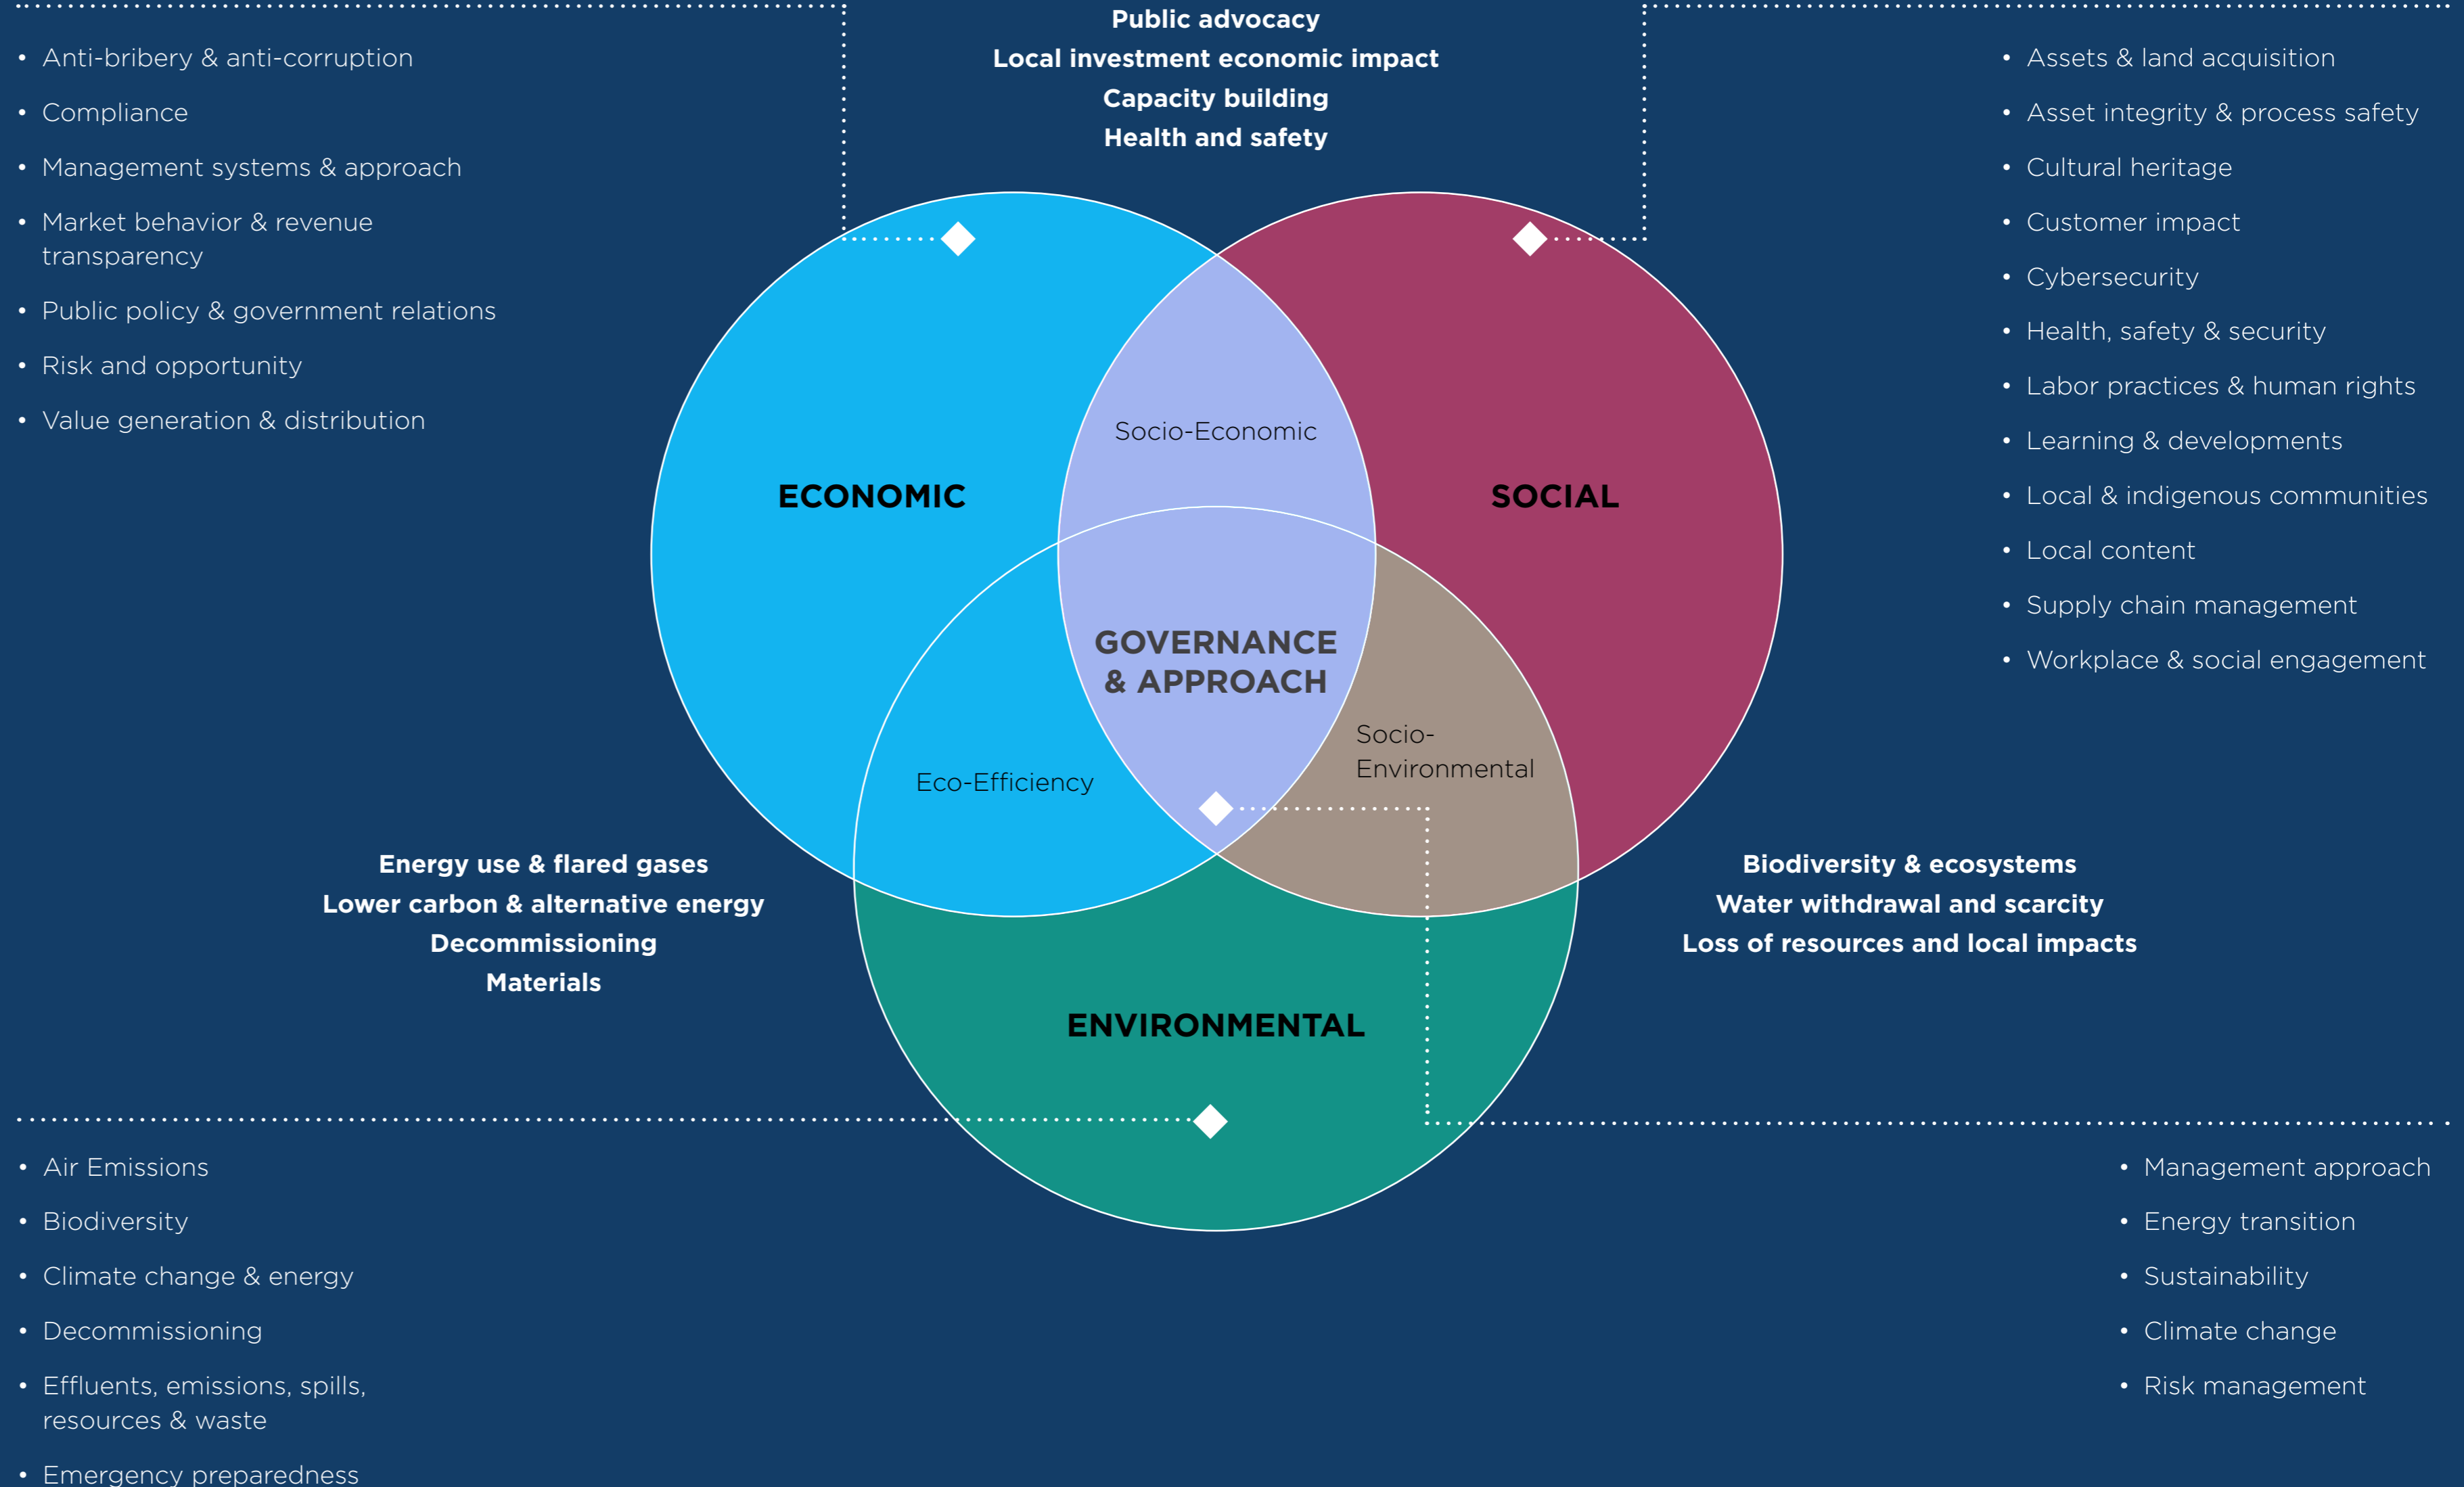 Public advocacy
Local investment economic impact
Capacity building
Health and safety
• Anti-bribery & anti-corruption
• Compliance
• Management systems & approach
• Market behavior & revenue
transparency
• Public policy & government relations
• Risk and opportunity
• Value generation & distribution
• Assets & land acquisition
• Asset integrity & process safety
• Cultural heritage
• Customer impact
• Cybersecurity
• Health, safety & security
• Labor practices & human rights
• Learning & developments
• Local & indigenous communities
• Local content
• Supply chain management
• Workplace & social engagement
Socio-Economic
ECONOMIC
SOCIAL
GOVERNANCE
& APPROACH
Socio-
Environmental
Eco-Efficiency
Energy use & flared gases
Lower carbon & alternative energy
Decommissioning
Materials
Biodiversity & ecosystems
Water withdrawal and scarcity
Loss of resources and local impacts
ENVIRONMENTAL
• Air Emissions
• Biodiversity
• Climate change & energy
• Decommissioning
• Effluents, emissions, spills,
resources & waste
• Emergency preparedness
• Management approach
• Energy transition
• Sustainability
• Climate change
• Risk management